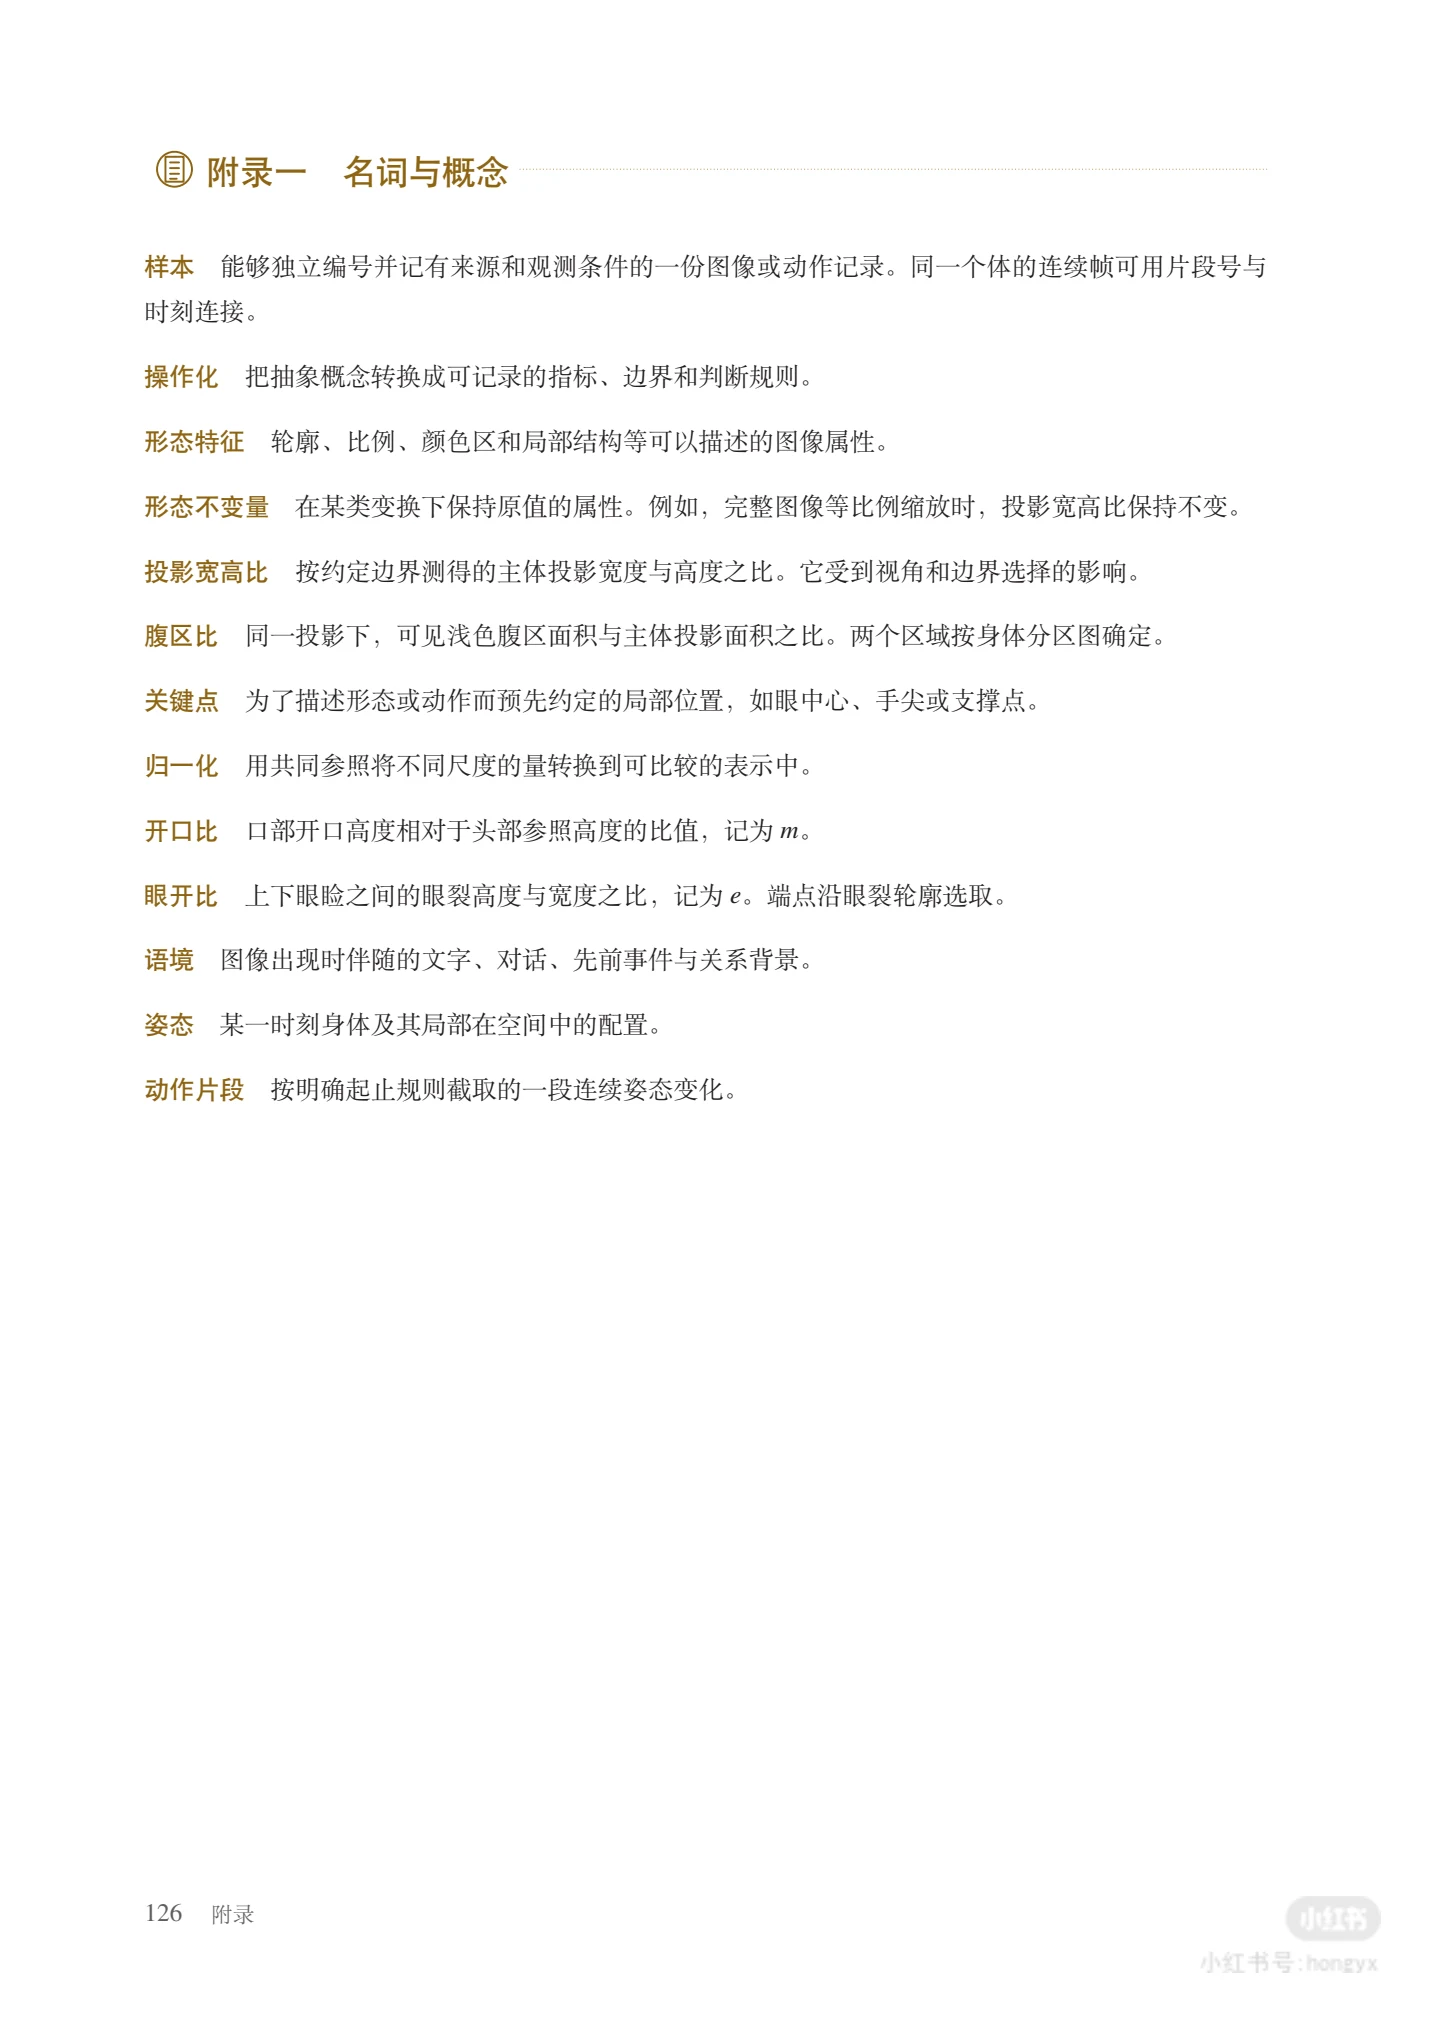 附录一 名词与概念
样本 能够独立编号并记有来源和观测条件的一份图像或动作记录。同一个体的连续帧可用片段号与
时刻连接。
操作化 把抽象概念转换成可记录的指标、边界和判断规则。
形态特征 轮廓、比例、颜色区和局部结构等可以描述的图像属性。
形态不变量 在某类变换下保持原值的属性。例如，完整图像等比例缩放时，投影宽高比保持不变。
投影宽高比 按约定边界测得的主体投影宽度与高度之比。它受到视角和边界选择的影响。
腹区比 同一投影下，可见浅色腹区面积与主体投影面积之比。两个区域按身体分区图确定。
关键点 为了描述形态或动作而预先约定的局部位置，如眼中心、手尖或支撑点。
归一化 用共同参照将不同尺度的量转换到可比较的表示中。
开口比 口部开口高度相对于头部参照高度的比值，记为 m。
眼开比 上下眼睑之间的眼裂高度与宽度之比，记为 e。端点沿眼裂轮廓选取。
语境 图像出现时伴随的文字、对话、先前事件与关系背景。
姿态 某一时刻身体及其局部在空间中的配置。
动作片段 按明确起止规则截取的一段连续姿态变化。
126 附录
小红书
小红书号:hongyx